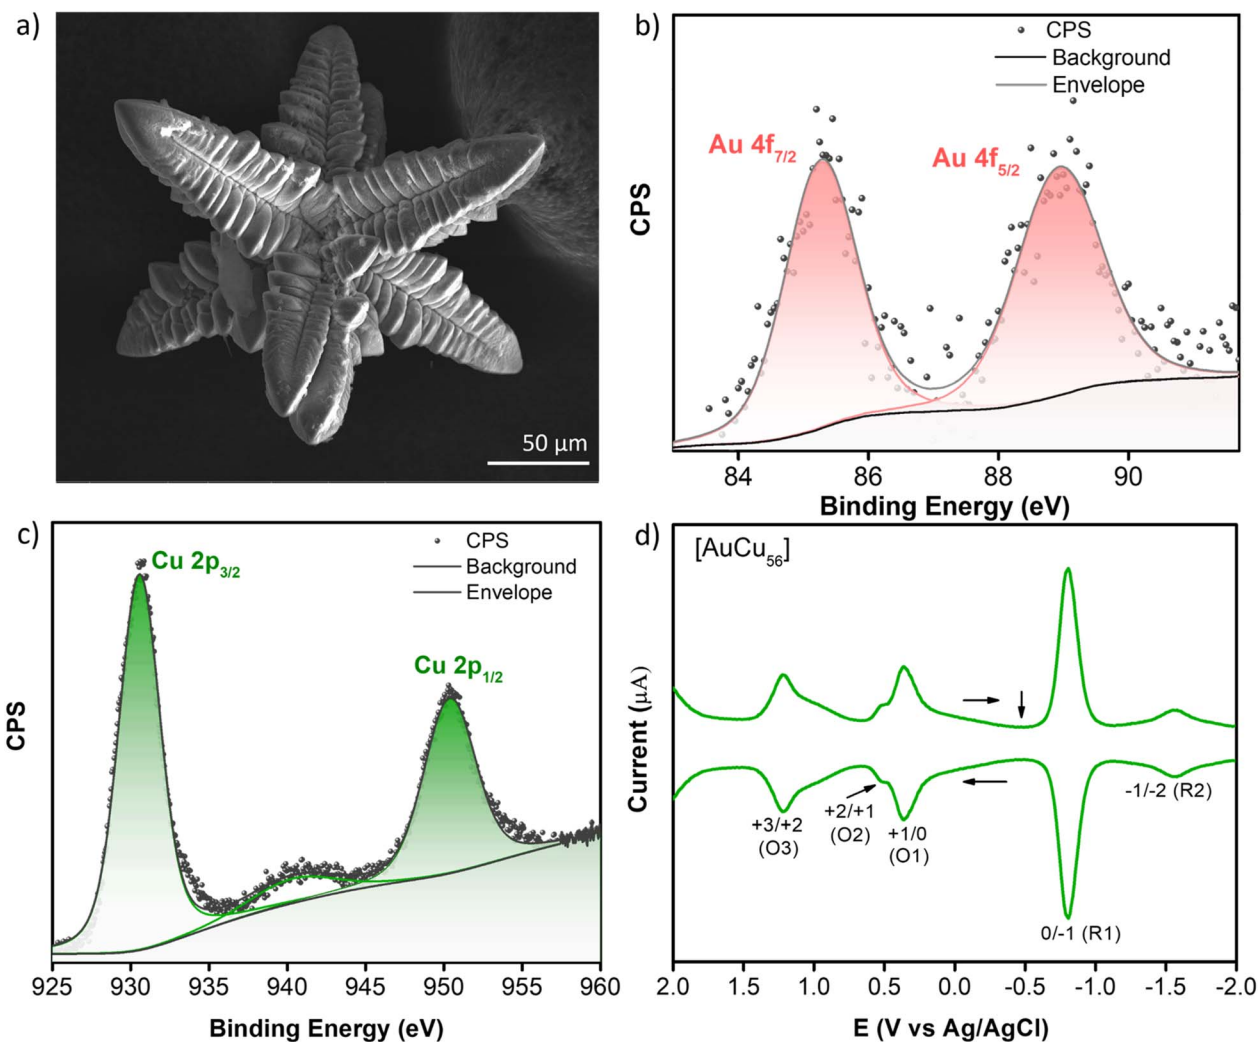 a)
50 µm
b)
CPS
Background
Envelope
Au 4f7/2
Au 4f5/2
CPS
84 86 88 90
Binding Energy (eV)
c)
CPS
Background
Envelope
Cu 2p3/2
Cu 2p1/2
CPS
925 930 935 940 945 950 955 960
Binding Energy (eV)
d)
[AuCu56]
Current (µA)
+3/+2
(O3)
+2/+1
(O2)
+1/0
(O1)
0/-1 (R1)
-1/-2 (R2)
2.0 1.5 1.0 0.5 0.0 -0.5 -1.0 -1.5 -2.0
E (V vs Ag/AgCl)